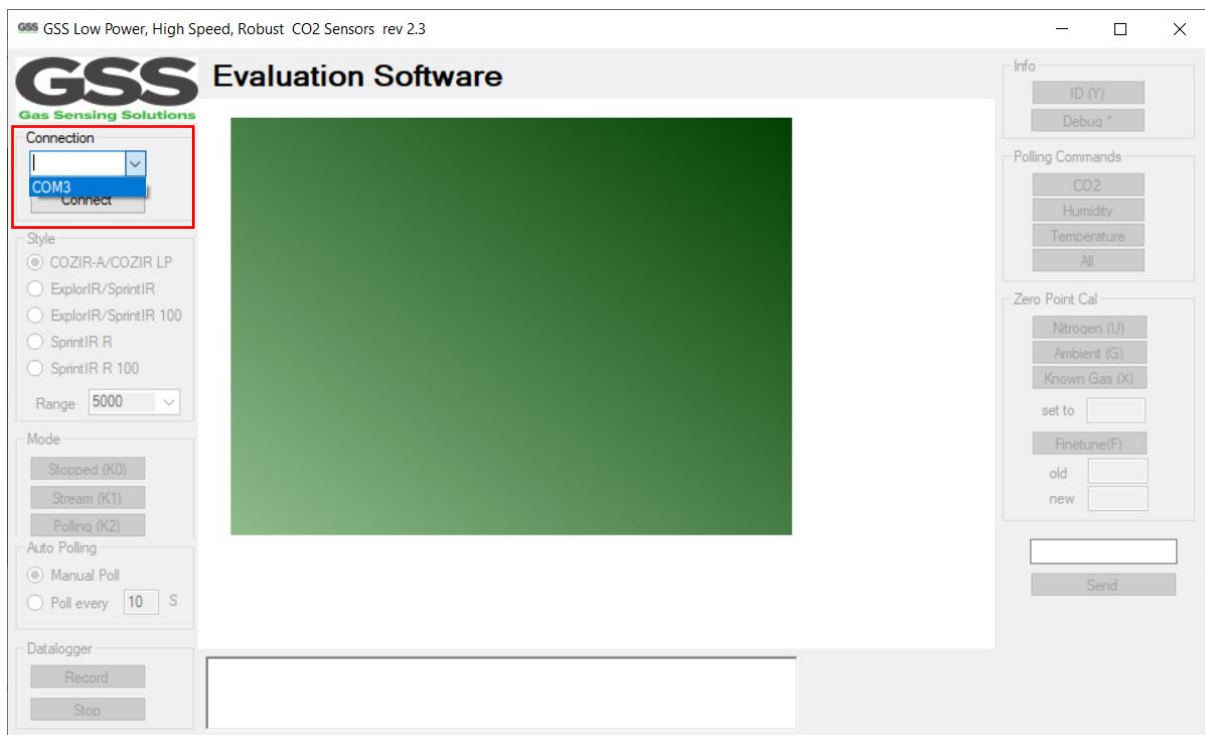 GSS GSS Low Power, High Speed, Robust CO2 Sensors rev 2.3
GSS
Gas Sensing Solutions
Evaluation Software
Connection
COM3
Connect
Style
COZIR-A/COZIR LP
ExplorIR/SprintIR
ExplorIR/SprintIR 100
SprintIR R
SprintIR R 100
Range 5000
Mode
Stopped (K0)
Stream (K1)
Polling (K2)
Auto Polling
Manual Poll
Poll every 10 S
Datalogger
Record
Stop
Info
ID (Y)
Debug *
Polling Commands
CO2
Humidity
Temperature
All
Zero Point Cal
Nitrogen (U)
Ambient (G)
Known Gas (X)
set to
Finetune(F)
old
new
Send